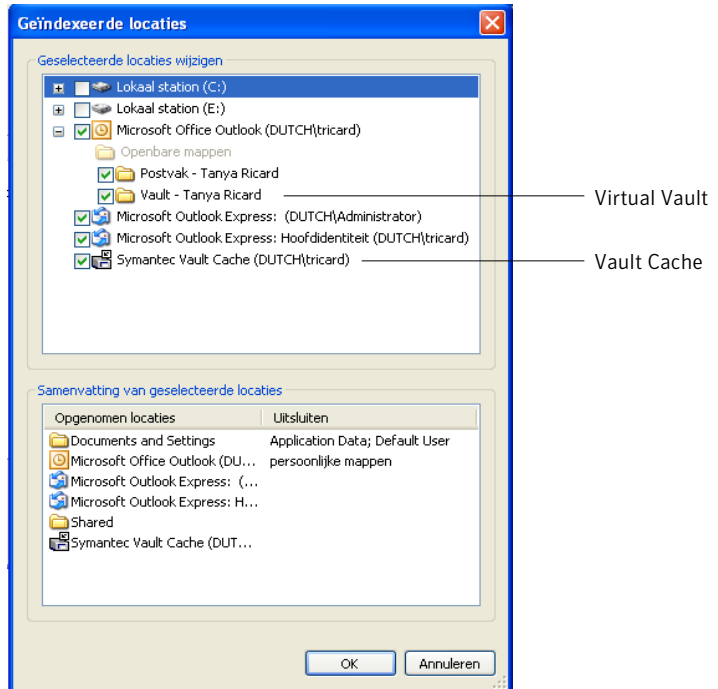 Geïndexeerde locaties
Geselecteerde locaties wijzigen
Lokaal station (C:)
Lokaal station (E:)
Microsoft Office Outlook (DUTCH\tricard)
Openbare mappen
Postvak - Tanya Ricard
Vault - Tanya Ricard
Virtual Vault
Microsoft Outlook Express: (DUTCH\Administrator)
Microsoft Outlook Express: Hoofdidentiteit (DUTCH\tricard)
Symantec Vault Cache (DUTCH\tricard)
Vault Cache
Samenvatting van geselecteerde locaties
Opgenomen locaties Uitsluiten
Documents and Settings Application Data; Default User
Microsoft Office Outlook (DU... persoonlijke mappen
Microsoft Outlook Express: (...
Microsoft Outlook Express: H...
Shared
Symantec Vault Cache (DUT...
OK Annuleren